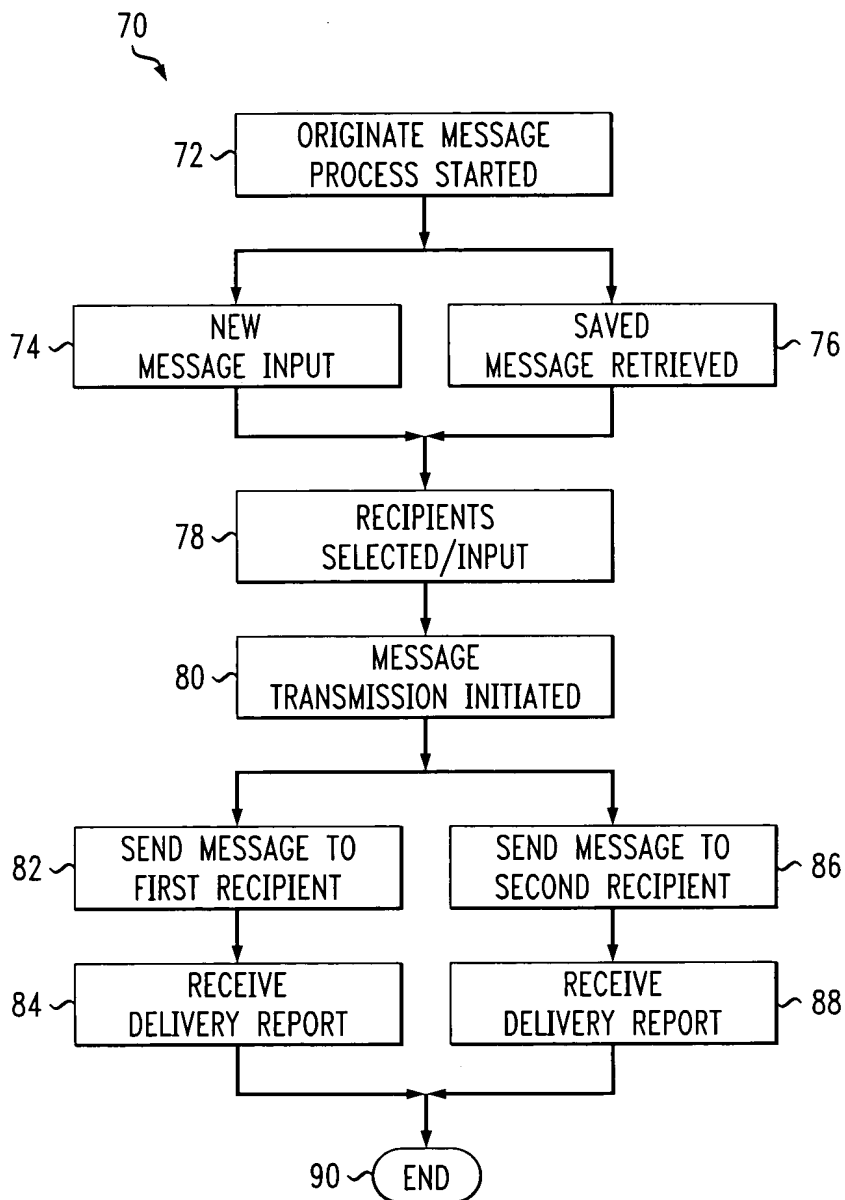 70
72
ORIGINATE MESSAGE
PROCESS STARTED
74
NEW
MESSAGE INPUT
SAVED
MESSAGE RETRIEVED
76
78
RECIPIENTS
SELECTED/INPUT
80
MESSAGE
TRANSMISSION INITIATED
82
SEND MESSAGE TO
FIRST RECIPIENT
SEND MESSAGE TO
SECOND RECIPIENT
86
84
RECEIVE
DELIVERY REPORT
RECEIVE
DELIVERY REPORT
88
90
END